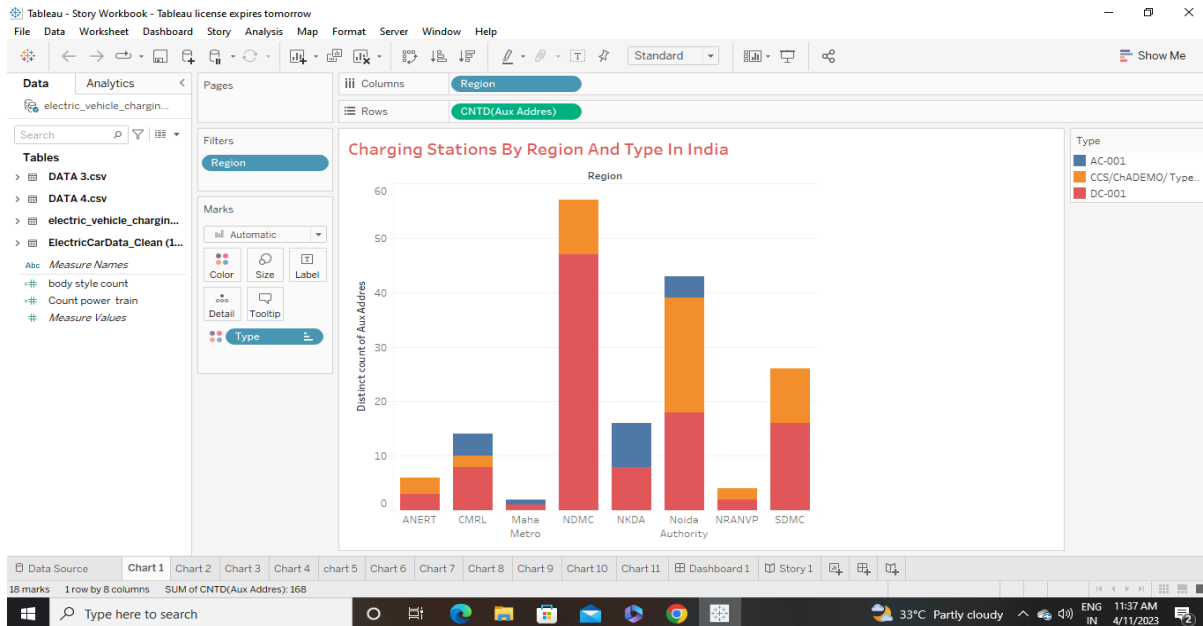 Tableau - Story Workbook - Tableau license expires tomorrow
File Data Worksheet Dashboard Story Analysis Map Format Server Window Help
Standard
Show Me
Data Analytics
electric_vehicle_chargin...
Search
Tables
DATA 3.csv
DATA 4.csv
electric_vehicle_chargin...
ElectricCarData_Clean (1...
Abc Measure Names
body style count
Count power train
Measure Values
Pages
Filters
Region
Marks
Automatic
Color Size Label
Detail Tooltip
Type
Columns Region
Rows CNTD(Aux Addres)
Charging Stations By Region And Type In India
Region
Distinct count of Aux Addres
60
50
40
30
20
10
0
ANERT CMRL Maha Metro NDMC NKDA Noida Authority NRANVP SDMC
Type
AC-001
CCS/ChAdEMO/ Type..
DC-001
Data Source Chart 1 Chart 2 Chart 3 Chart 4 chart 5 Chart 6 Chart 7 Chart 8 Chart 9 Chart 10 Chart 11 Dashboard 1 Story 1
18 marks 1 row by 8 columns SUM of CNTD(Aux Addres): 168
Type here to search
33°C Partly cloudy
ENG
IN
11:37 AM
4/11/2023
2